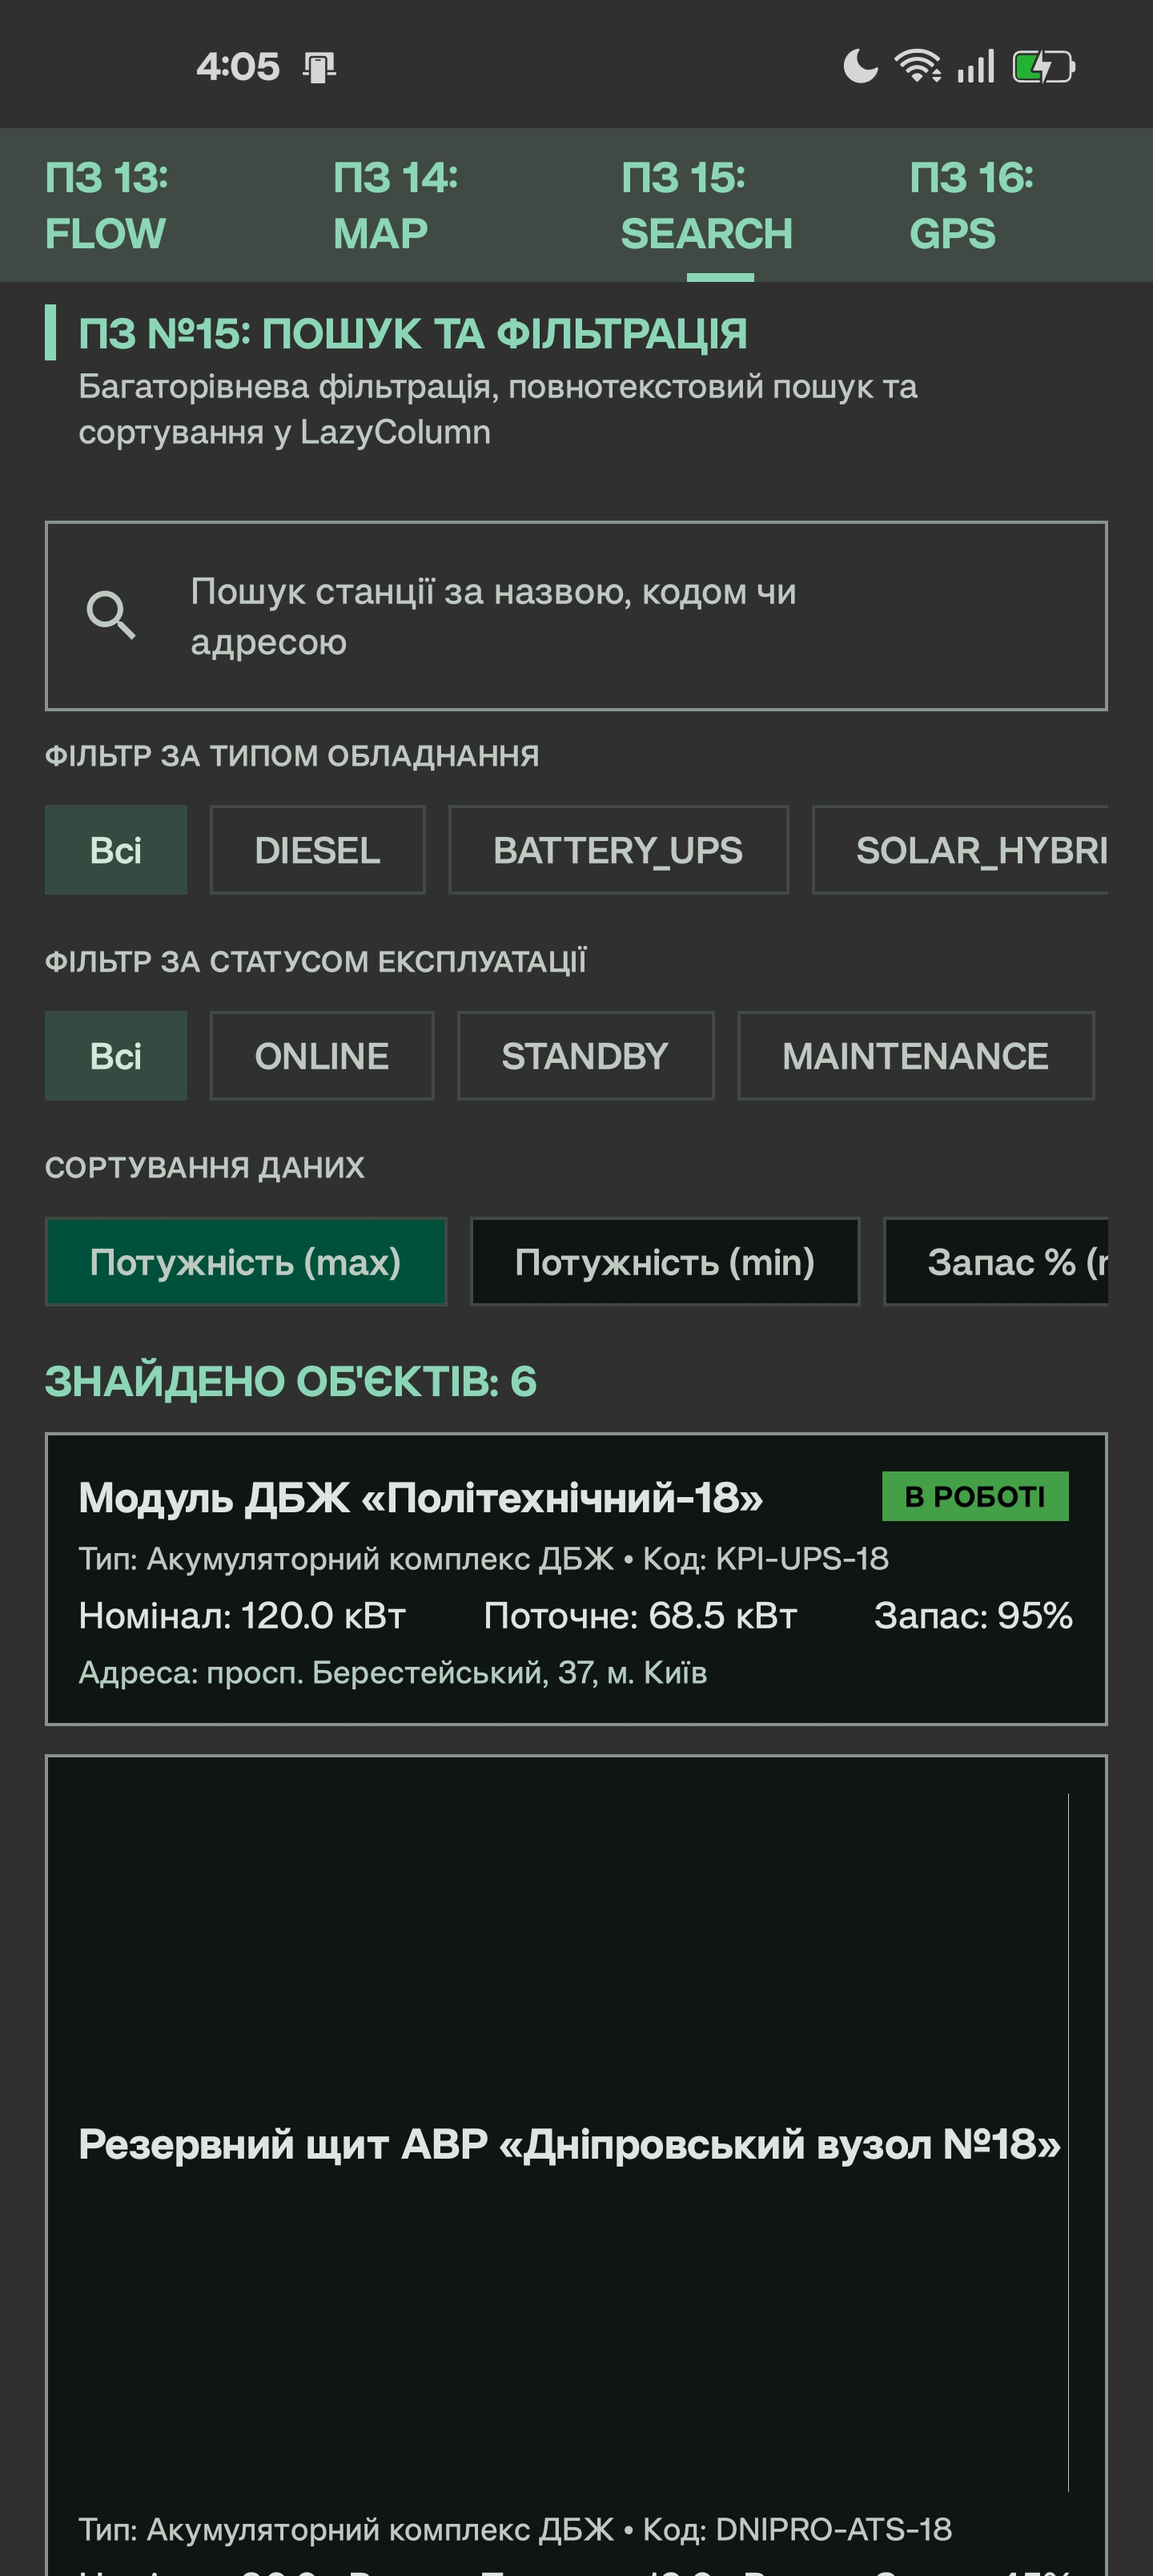 4:05
ПЗ 13: FLOW
ПЗ 14: MAP
ПЗ 15: SEARCH
ПЗ 16: GPS
ПЗ №15: ПОШУК ТА ФІЛЬТРАЦІЯ
Багаторівнева фільтрація, повнотекстовий пошук та
сортування у LazyColumn
Пошук станції за назвою, кодом чи
адресою
ФІЛЬТР ЗА ТИПОМ ОБЛАДНАННЯ
Всі DIESEL BATTERY_UPS SOLAR_HYBRI
ФІЛЬТР ЗА СТАТУСОМ ЕКСПЛУАТАЦІЇ
Всі ONLINE STANDBY MAINTENANCE
СОРТУВАННЯ ДАНИХ
Потужність (max) Потужність (min) Запас % (
ЗНАЙДЕНО ОБ'ЄКТІВ: 6
Модуль ДБЖ «Політехнічний-18» В РОБОТІ
Тип: Акумуляторний комплекс ДБЖ • Код: KPI-UPS-18
Номінал: 120.0 кВт Поточне: 68.5 кВт Запас: 95%
Адреса: просп. Берестейський, 37, м. Київ
Резервний щит АВР «Дніпровський вузол №18»
Тип: Акумуляторний комплекс ДБЖ • Код: DNIPRO-ATS-18